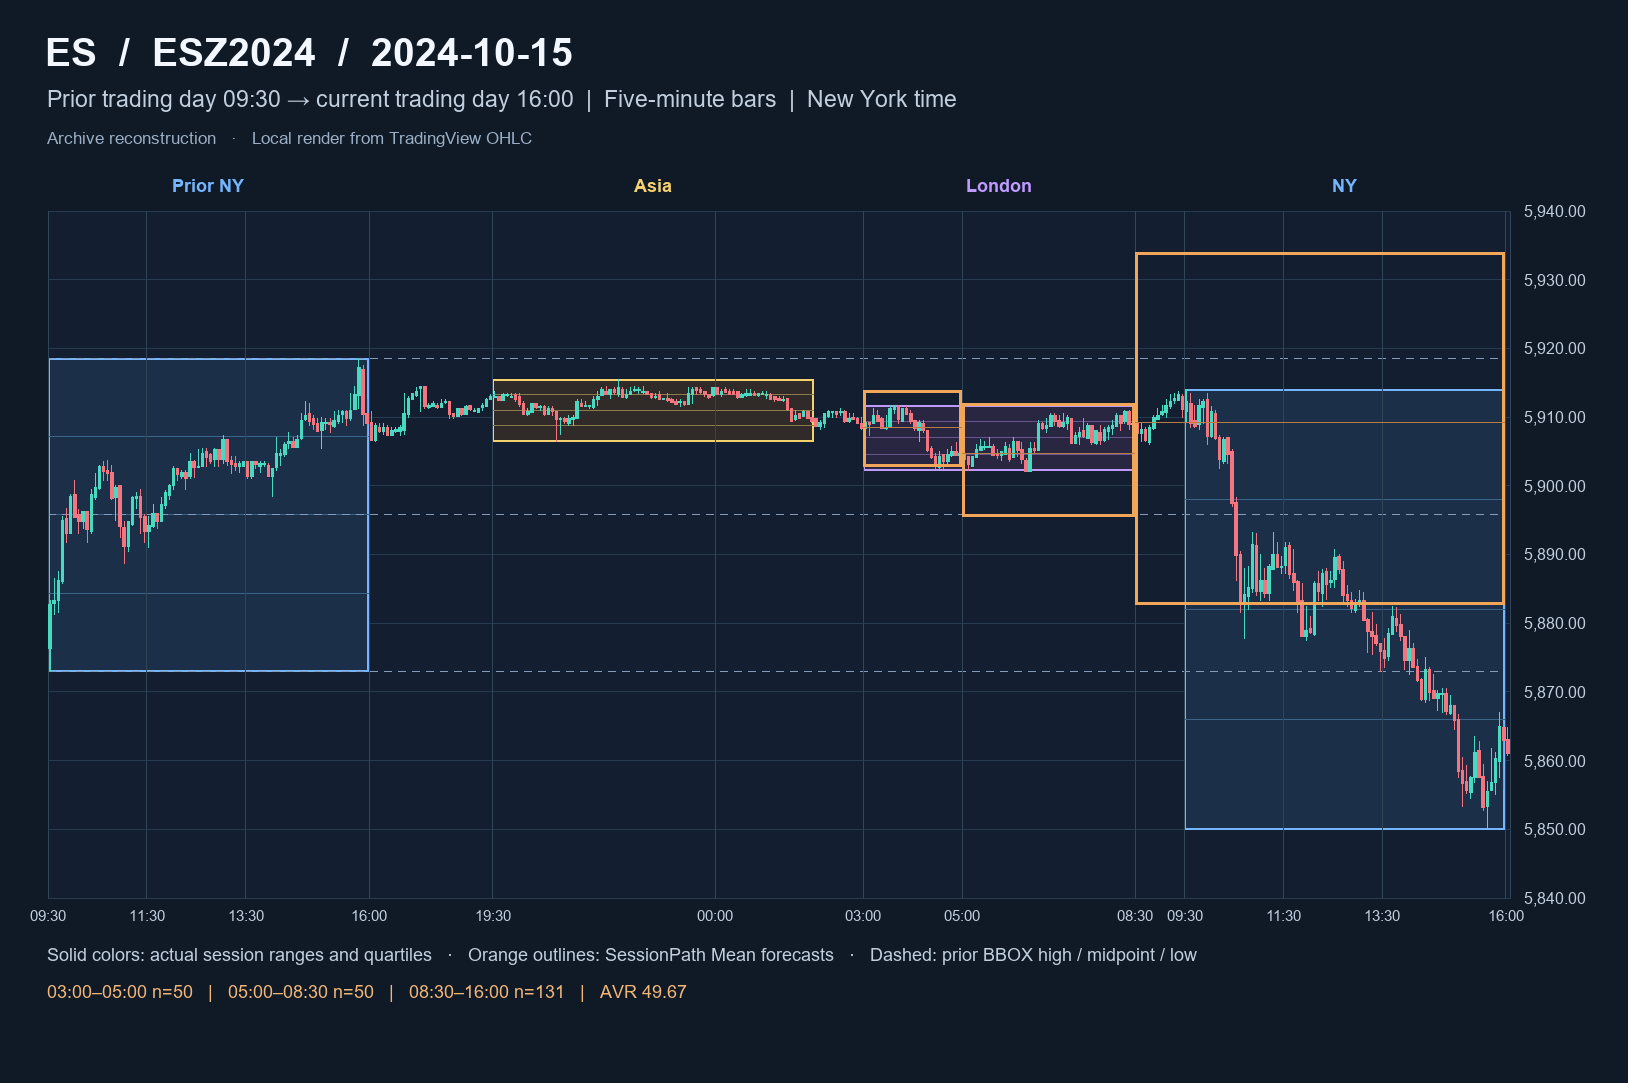 ES / ESZ2024 / 2024-10-15
Prior trading day 09:30 → current trading day 16:00 | Five-minute bars | New York time
Archive reconstruction · Local render from TradingView OHLC
Prior NY Asia London NY
5,940.00
5,930.00
5,920.00
5,910.00
5,900.00
5,890.00
5,880.00
5,870.00
5,860.00
5,850.00
5,840.00
09:30 11:30 13:30 16:00 19:30 00:00 03:00 05:00 08:30 09:30 11:30 13:30 16:00
Solid colors: actual session ranges and quartiles · Orange outlines: SessionPath Mean forecasts · Dashed: prior BBOX high / midpoint / low
03:00–05:00 n=50 | 05:00–08:30 n=50 | 08:30–16:00 n=131 | AVR 49.67